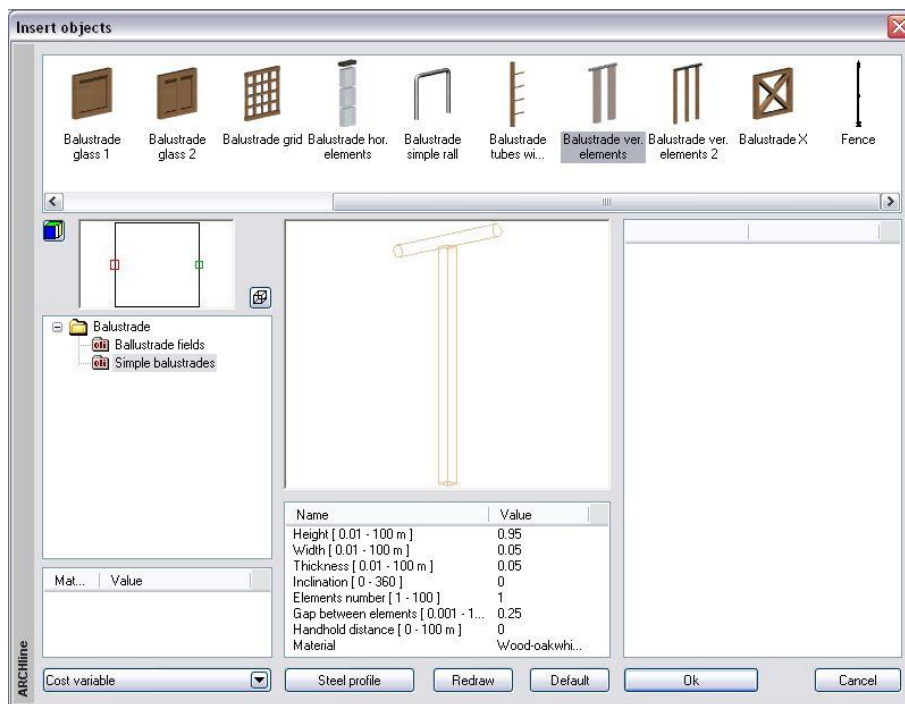 Insert objects
Balustrade glass 1
Balustrade glass 2
Balustrade grid
Balustrade hor. elements
Balustrade simple rall
Balustrade tubes wi...
Balustrade ver. elements
Balustrade ver. elements 2
Balustrade X
Fence
Balustrade
oli Ballustrade fields
oli Simple balustrades
Name Value
Height [ 0.01 - 100 m ] 0.95
Width [ 0.01 - 100 m ] 0.05
Thickness [ 0.01 - 100 m ] 0.05
Inclination [ 0 - 360 ] 0
Elements number [ 1 - 100 ] 1
Gap between elements [ 0.001 - 1... 0.25
Handhold distance [ 0 - 100 m ] 0
Material Wood-oakwhi...
Mat... Value
Cost variable
Steel profile
Redraw
Default
Ok
Cancel
ARCHline